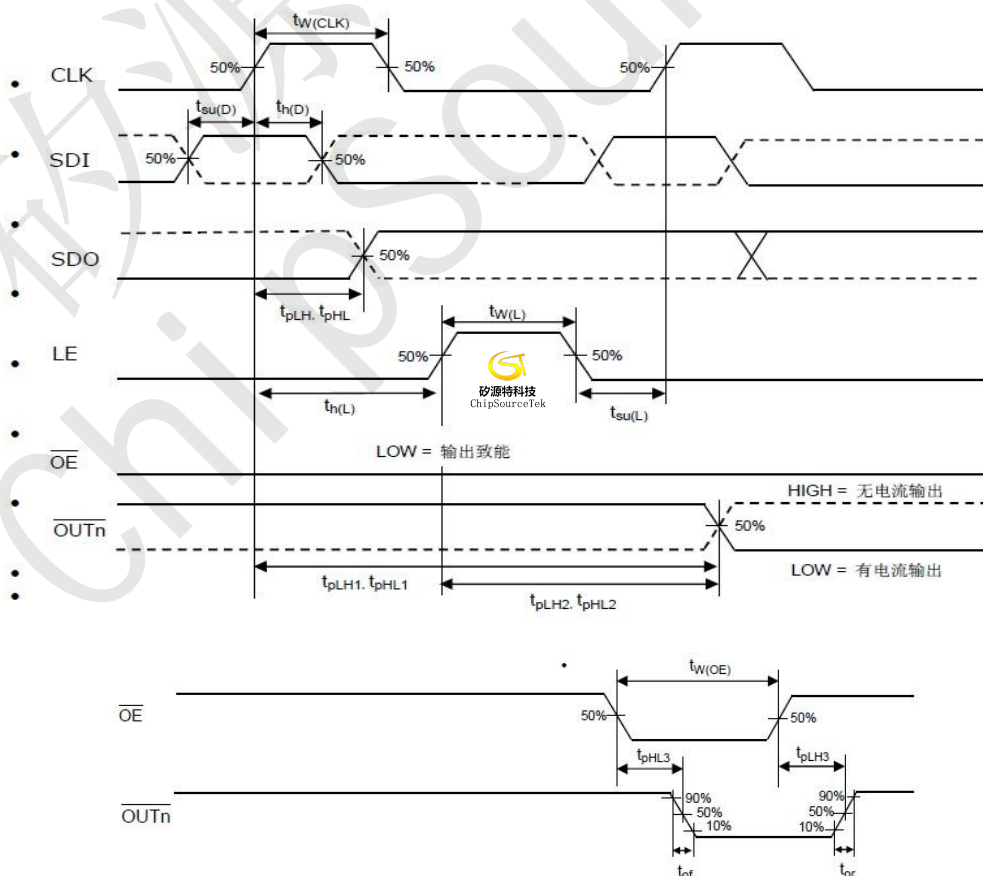 tW(CLK)
CLK
50%
50%
50%
tsu(D)
th(D)
SDI
50%
50%
SDO
50%
tpLH. tpHL
tW(L)
LE
50%
50%
矽源特科技
ChipSourceTek
th(L)
tsu(L)
LOW = 输出致能
OE
HIGH = 无电流输出
OUTn
50%
LOW = 有电流输出
tpLH1. tpHL1
tpLH2. tpHL2
tW(OE)
OE
50%
50%
tpHL3
tpLH3
OUTn
90%
50%
10%
90%
50%
10%
tof
tor
矽源
ChipSour